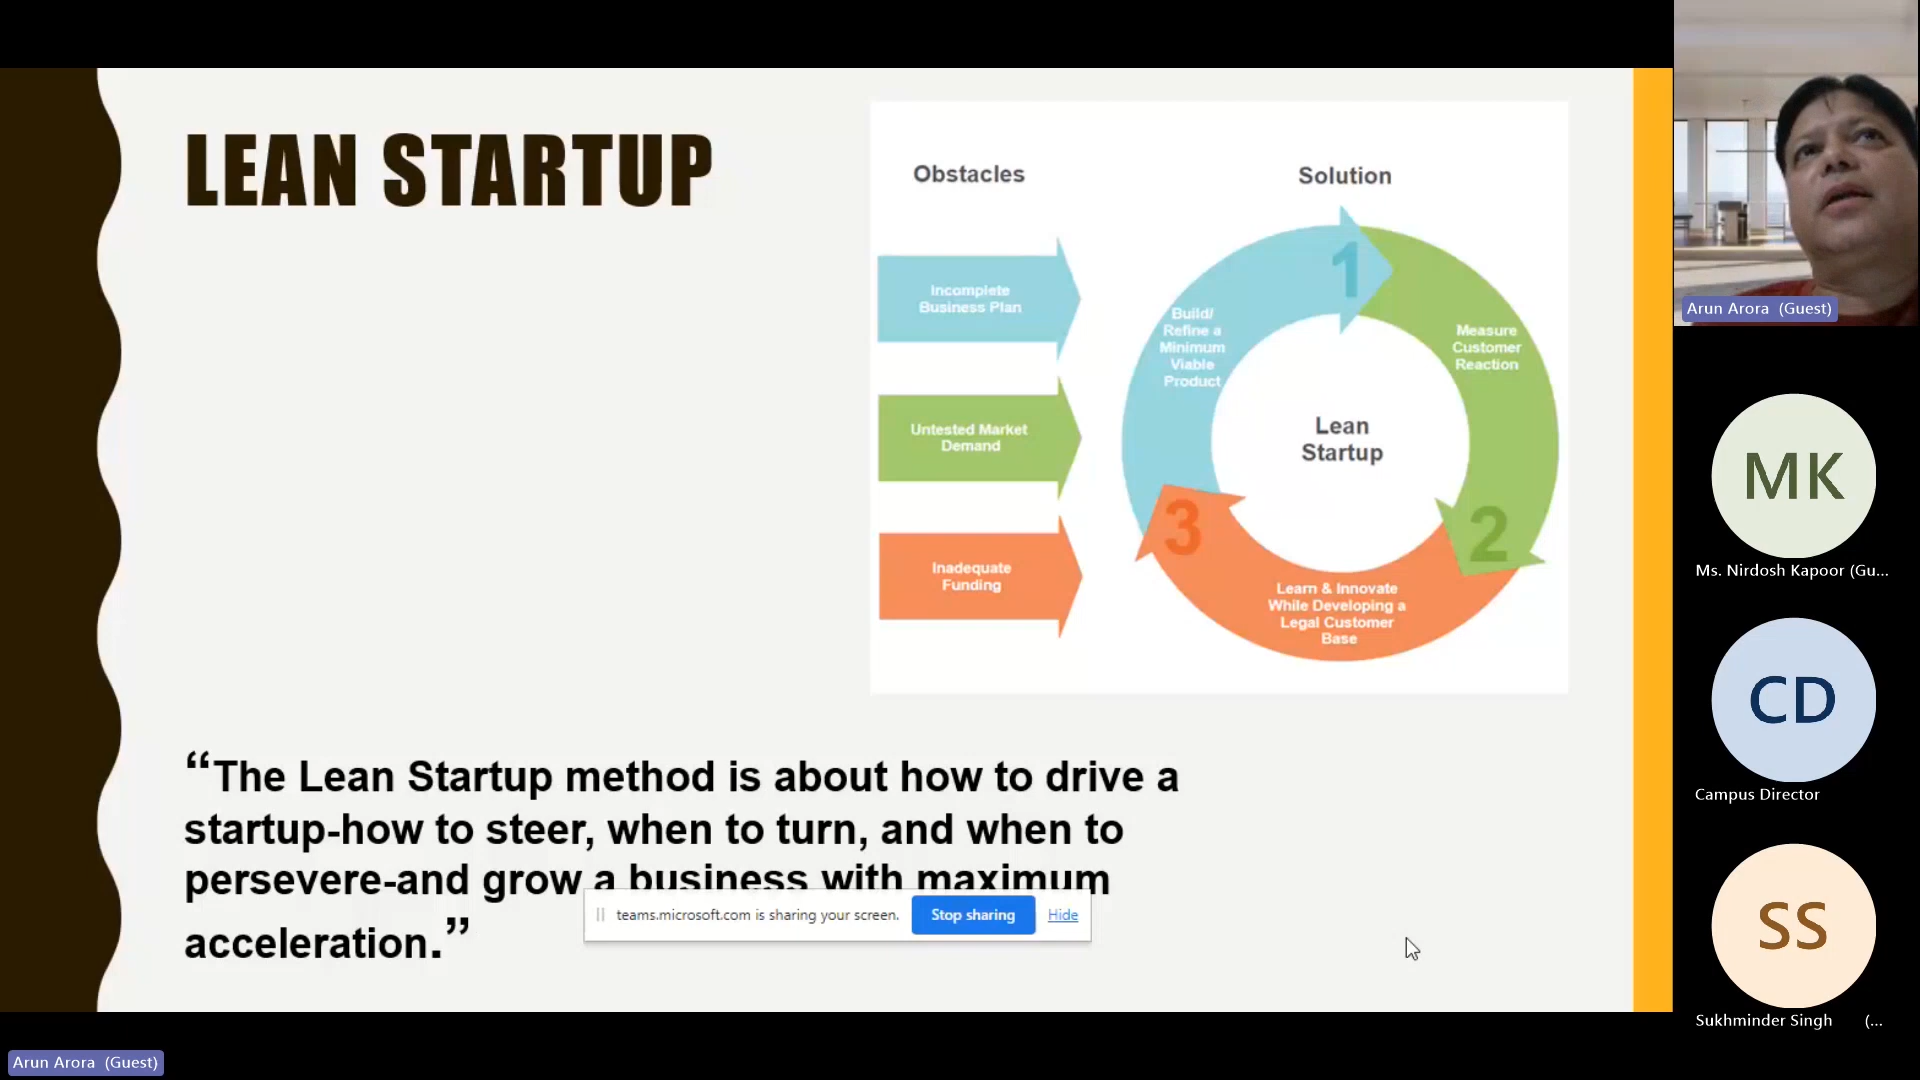 LEAN STARTUP
Obstacles
Incomplete
Business Plan
Untested Market
Demand
Inadequate
Funding
Solution
1
Build/
Refine a
Minimum
Viable
Product
Measure
Customer
Reaction
Lean
Startup
2
3
Learn & Innovate
While Developing a
Legal Customer
Base
“The Lean Startup method is about how to drive a
startup-how to steer, when to turn, and when to
persevere-and grow a business with maximum
acceleration.”
teams.microsoft.com is sharing your screen.
Stop sharing
Hide
Arun Arora (Guest)
MK
Ms. Nirdosh Kapoor (Gu...
CD
Campus Director
SS
Sukhminder Singh (...
Arun Arora (Guest)